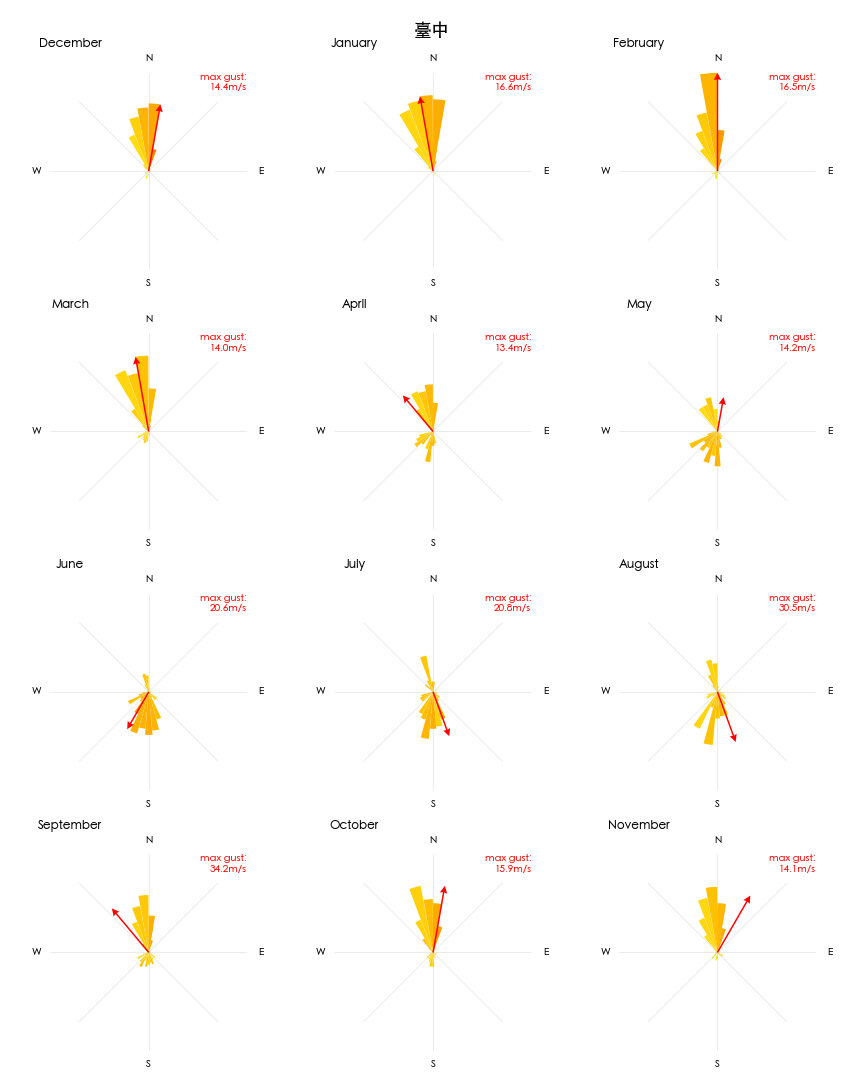 臺中
December
N
max gust:
14.4m/s
W
E
S
January
N
max gust:
16.6m/s
W
E
S
February
N
max gust:
16.5m/s
W
E
S
March
N
max gust:
14.0m/s
W
E
S
April
N
max gust:
13.4m/s
W
E
S
May
N
max gust:
14.2m/s
W
E
S
June
N
max gust:
20.6m/s
W
E
S
July
N
max gust:
20.8m/s
W
E
S
August
N
max gust:
30.5m/s
W
E
S
September
N
max gust:
34.2m/s
W
E
S
October
N
max gust:
15.9m/s
W
E
S
November
N
max gust:
14.1m/s
W
E
S